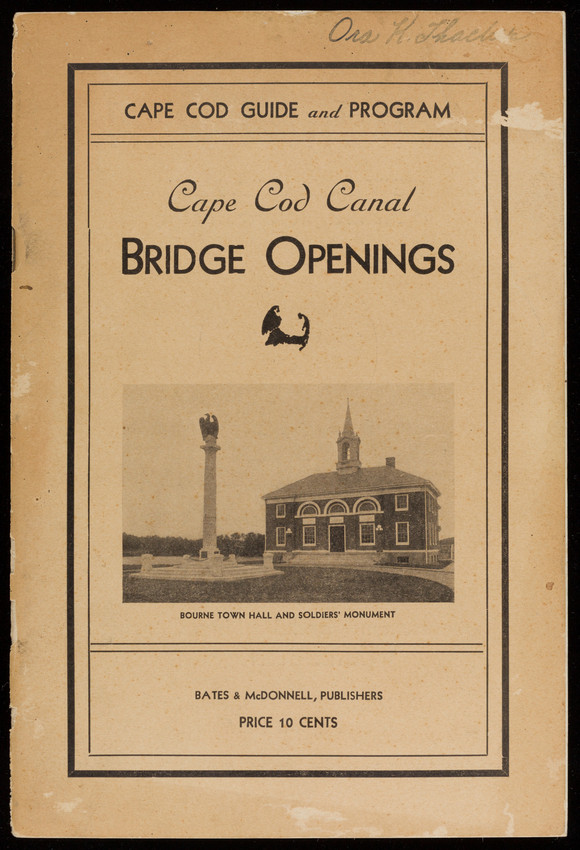 Ora K. Thacher
CAPE COD GUIDE and PROGRAM
Cape Cod Canal
BRIDGE OPENINGS
BOURNE TOWN HALL AND SOLDIERS' MONUMENT
BATES & McDONNELL, PUBLISHERS
PRICE 10 CENTS